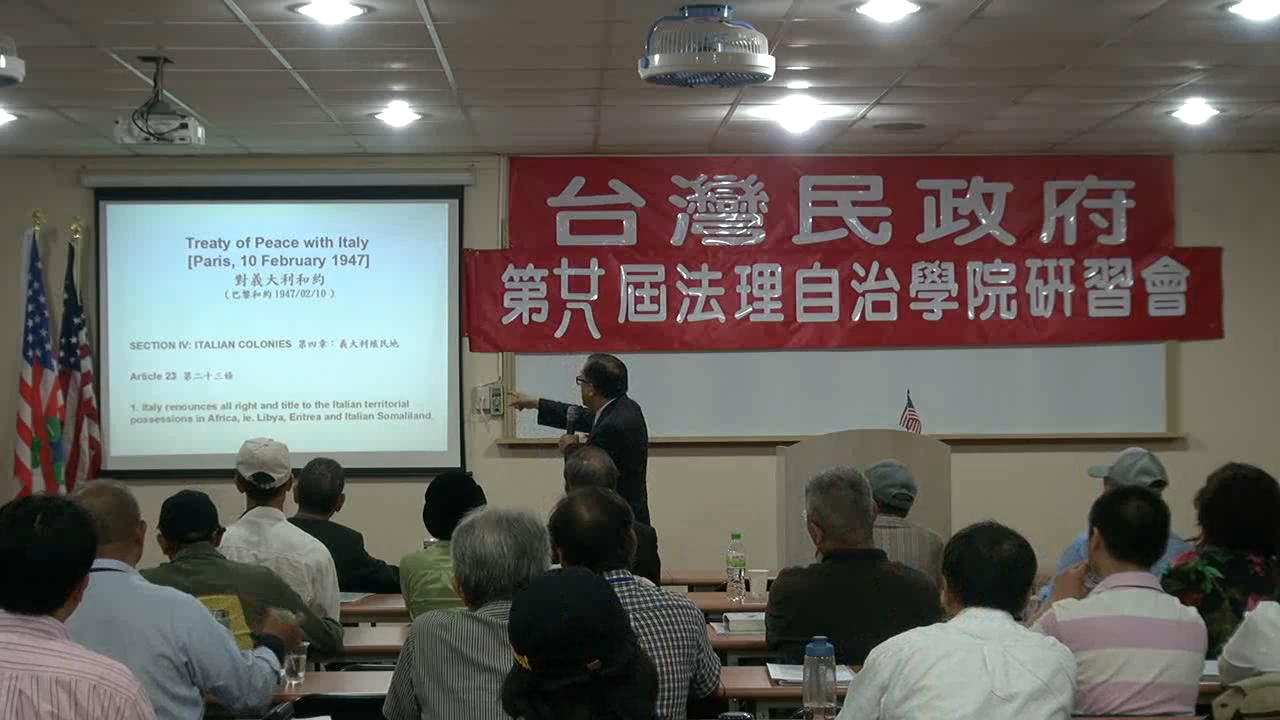 Treaty of Peace with Italy
[Paris, 10 February 1947]
對義大利和約
(巴黎和約 1947/02/10)
SECTION IV: ITALIAN COLONIES 第四章：義大利殖民地
Article 23 第二十三條
1. Italy renounces all right and title to the Italian territorial
possessions in Africa, ie. Libya, Eritrea and Italian Somaliland.
台灣民政府
第廿八屆法理自治學院研習會